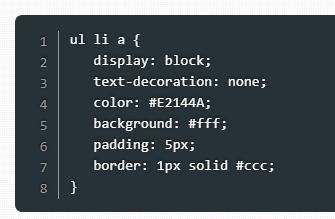 1 ul li a {
2 display: block;
3 text-decoration: none;
4 color: #E2144A;
5 background: #fff;
6 padding: 5px;
7 border: 1px solid #ccc;
8 }